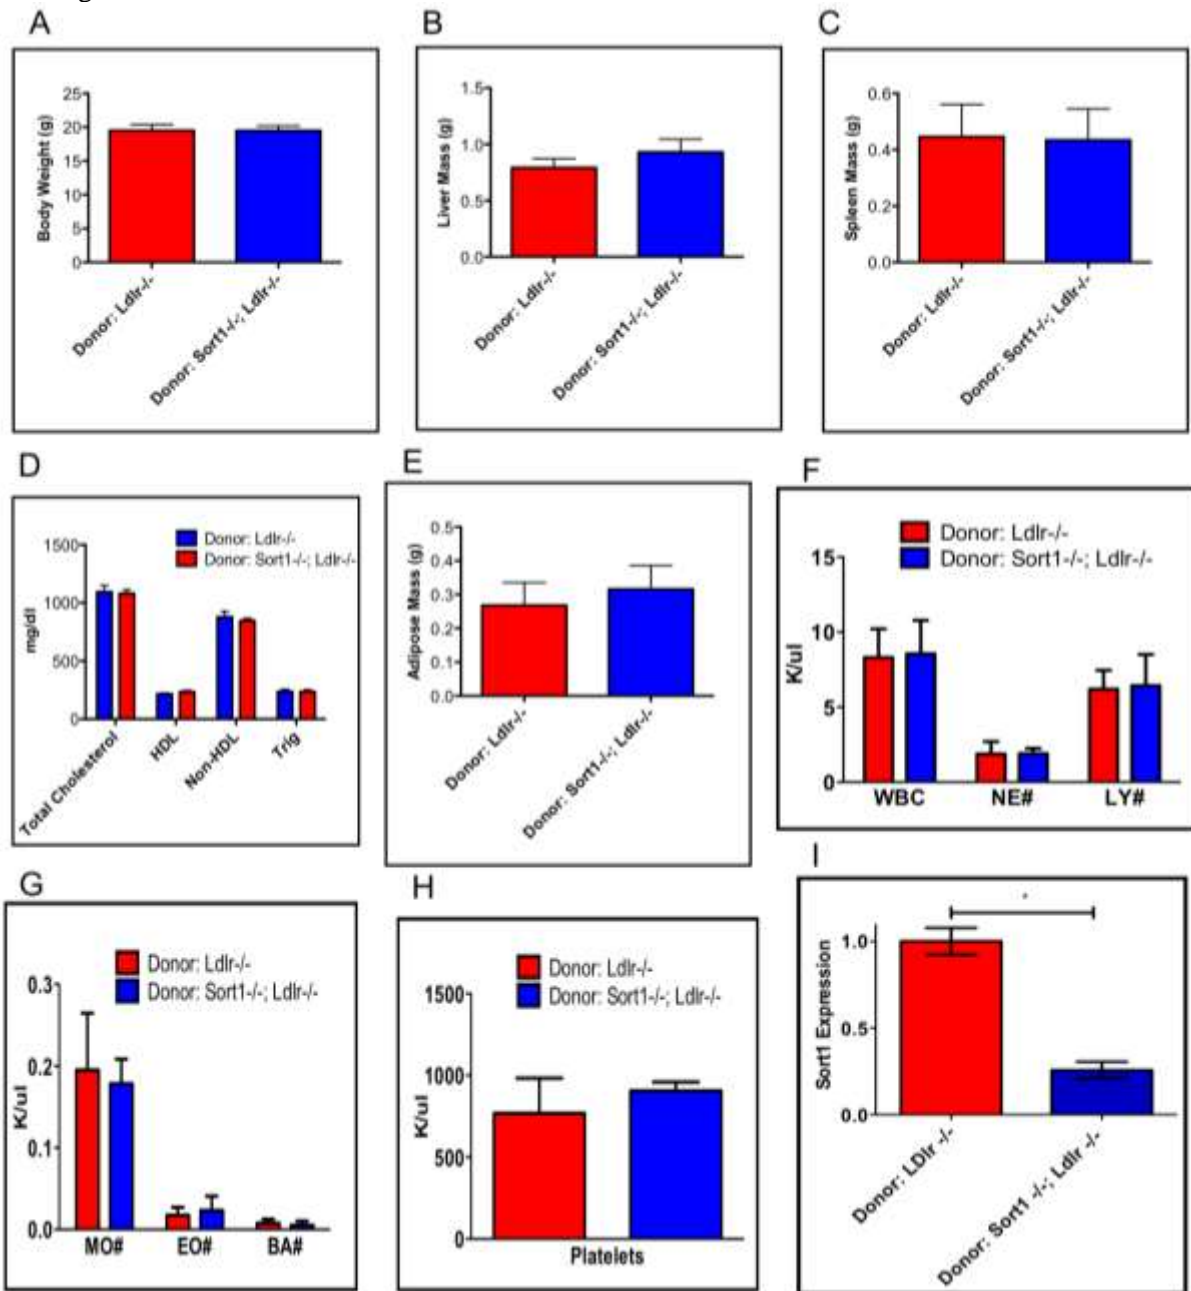 A
Body Weight (g)
25
20
15
10
5
0
Donor: Ldlr-/-
Donor: Sort1-/-; Ldlr-/-
B
Liver Mass (g)
1.5
1.0
0.5
0.0
Donor: Ldlr-/-
Donor: Sort1-/-; Ldlr-/-
C
Spleen Mass (g)
0.6
0.4
0.2
0.0
Donor: Ldlr-/-
Donor: Sort1-/-; Ldlr-/-
D
Donor: Ldlr-/-
Donor: Sort1-/-; Ldlr-/-
mg/dl
1500
1000
500
0
Total Cholesterol
HDL
Non-HDL
Trig
E
Adipose Mass (g)
0.5
0.4
0.3
0.2
0.1
0.0
Donor: Ldlr-/-
Donor: Sort1-/-; Ldlr-/-
F
Donor: Ldlr-/-
Donor: Sort1-/-; Ldlr-/-
K/ul
15
10
5
0
WBC NE# LY#
G
Donor: Ldlr-/-
Donor: Sort1-/-; Ldlr-/-
K/ul
0.3
0.2
0.1
0.0
MO# EO# BA#
H
Donor: Ldlr-/-
Donor: Sort1-/-; Ldlr-/-
K/ul
1500
1000
500
0
Platelets
I
Sort1 Expression
1.0
0.5
0.0
Donor: LDlr -/-
Donor: Sort1 -/-; Ldlr -/-